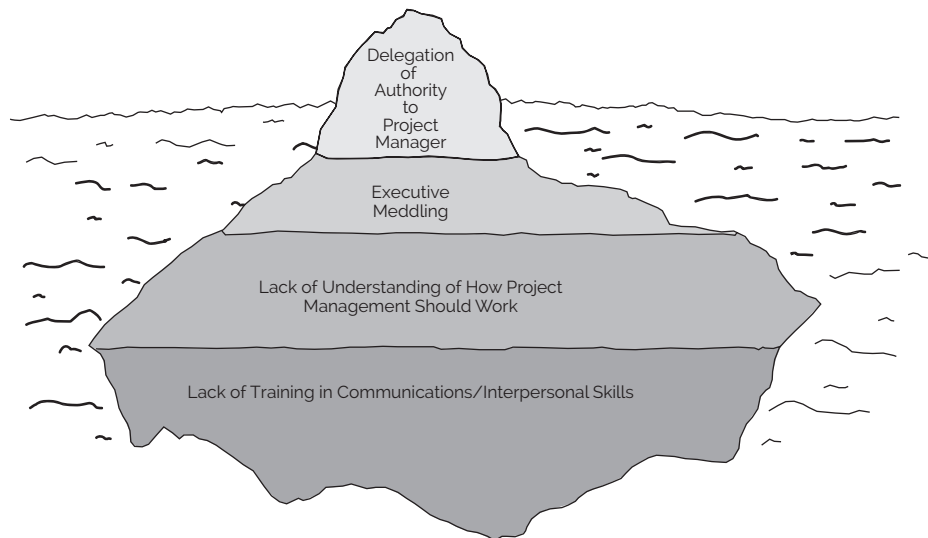 Delegation
of
Authority
to
Project
Manager
Executive
Meddling
Lack of Understanding of How Project
Management Should Work
Lack of Training in Communications/Interpersonal Skills